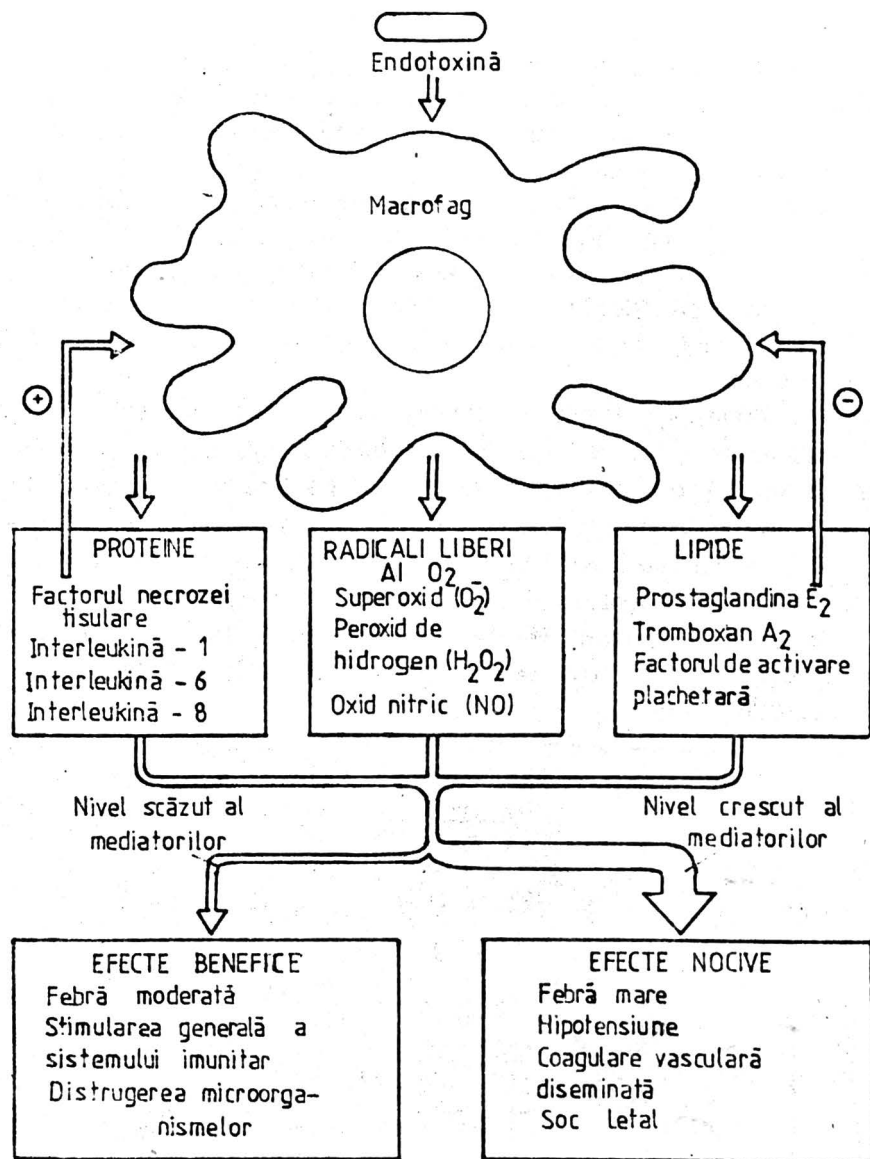 Endotoxină
Macrofag
+
−
PROTEINE
Factorul necrozei
tisulare
Interleukină - 1
Interleukină - 6
Interleukină - 8
RADICALI LIBERI
Al O2
Superoxid (O₂⁻)
Peroxid de
hidrogen (H₂O₂)
Oxid nitric (NO)
LIPIDE
Prostaglandina E₂
Tromboxan A₂
Factorul de activare
plachetară
Nivel scăzut al
mediatorilor
Nivel crescut al
mediatorilor
EFECTE BENEFICE
Febră moderată
Stimularea generală a
sistemului imunitar
Distrugerea microorga-
nismelor
EFECTE NOCIVE
Febră mare
Hipotensiune
Coagulare vasculară
diseminată
Soc Letal